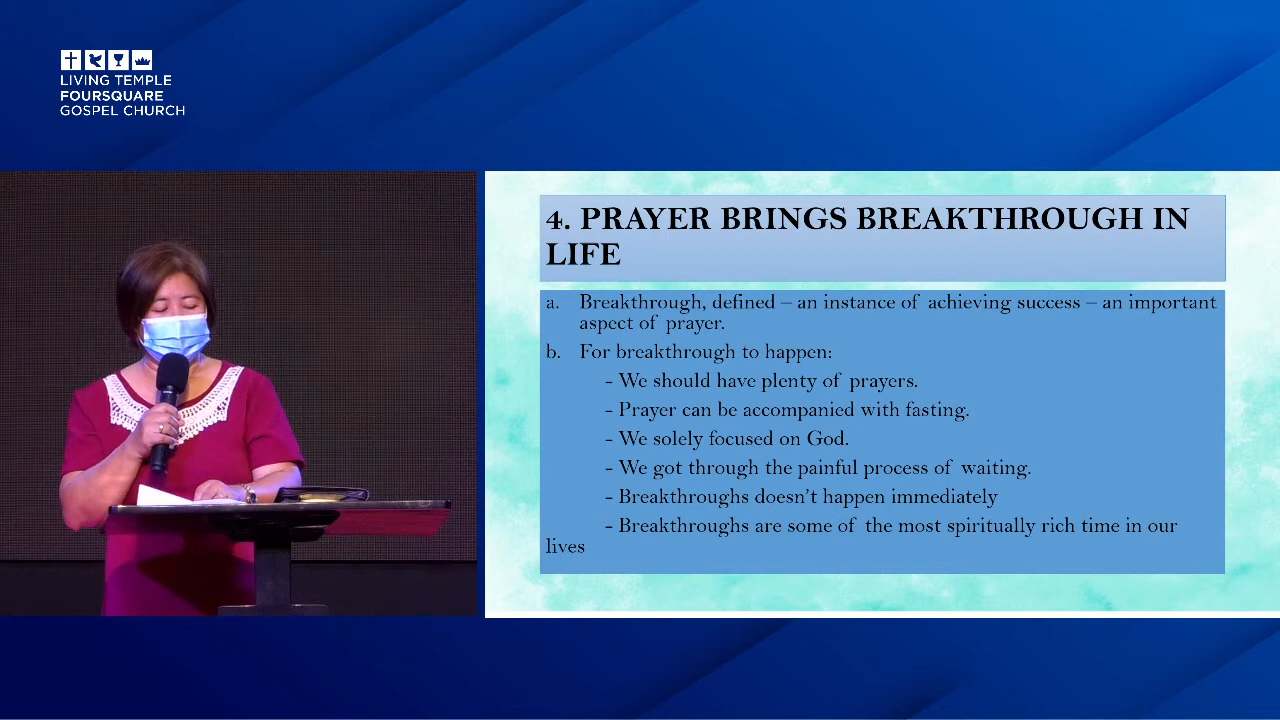 LIVING TEMPLE
FOURSQUARE
GOSPEL CHURCH
4. PRAYER BRINGS BREAKTHROUGH IN
LIFE
a. Breakthrough, defined – an instance of achieving success – an important
aspect of prayer.
b. For breakthrough to happen:
- We should have plenty of prayers.
- Prayer can be accompanied with fasting.
- We solely focused on God.
- We got through the painful process of waiting.
- Breakthroughs doesn't happen immediately
- Breakthroughs are some of the most spiritually rich time in our
lives